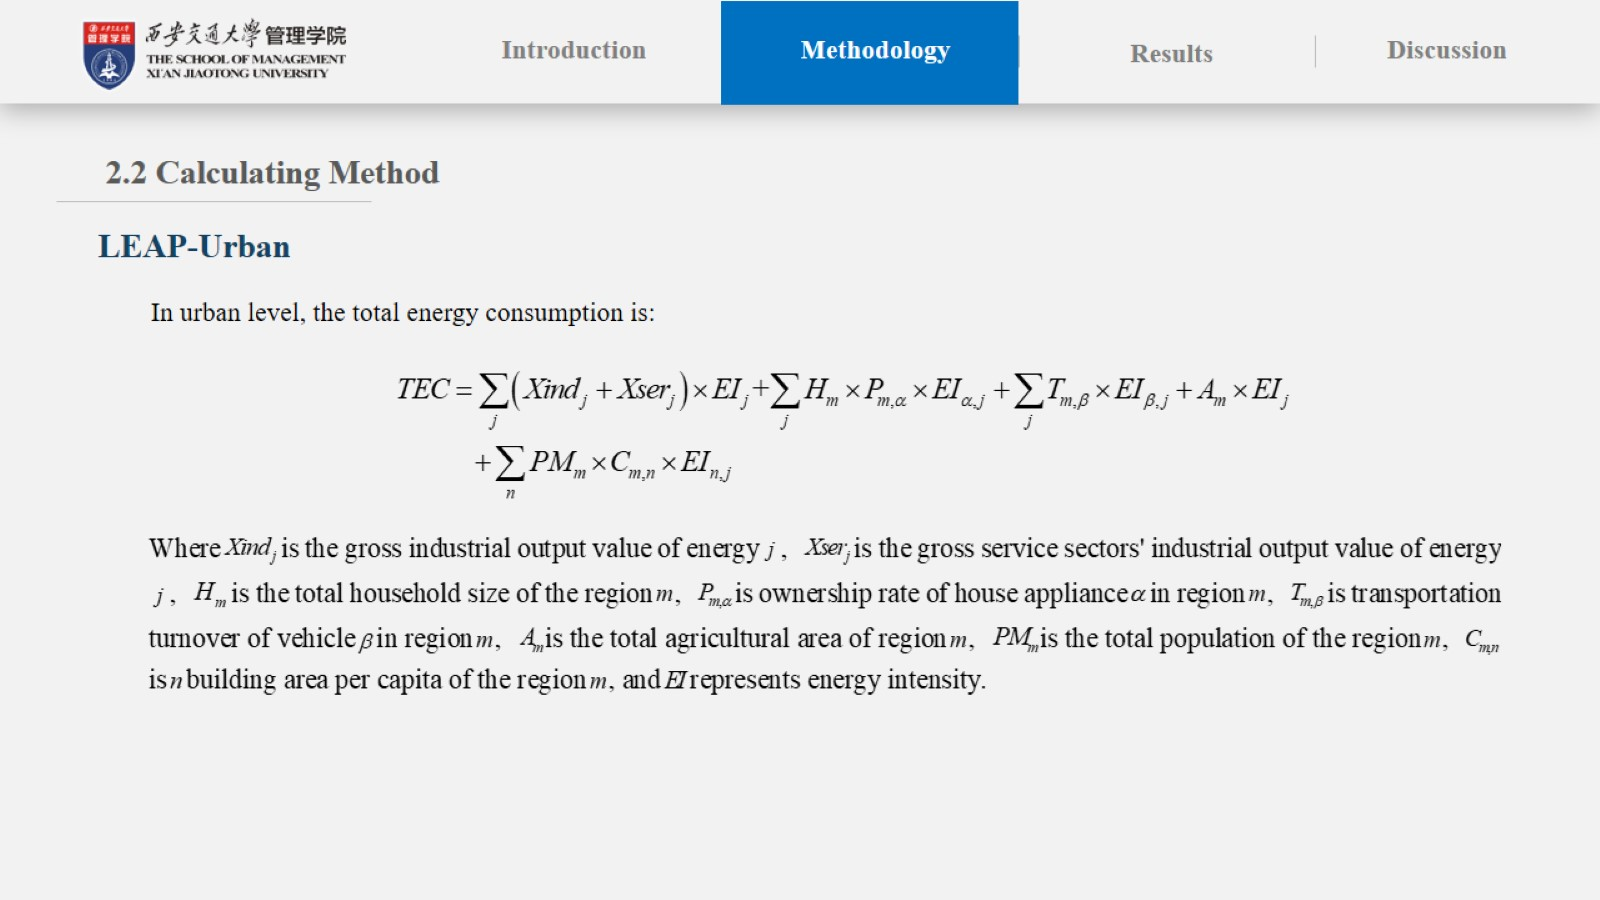 西安交通大学管理学院
THE SCHOOL OF MANAGEMENT
XI'AN JIAOTONG UNIVERSITY
管理学院
Introduction
Methodology
Results
Discussion
2.2 Calculating Method
LEAP-Urban
In urban level, the total energy consumption is:
TEC = ∑_j (Xind_j + Xser_j) × EI_j + ∑_j H_m × P_{m,α} × EI_{α,j} + ∑_j T_{m,β} × EI_{β,j} + A_m × EI_j
+ ∑_n PM_m × C_{m,n} × EI_{n,j}
Where Xind_j is the gross industrial output value of energy j, Xser_j is the gross service sectors' industrial output value of energy
j, H_m is the total household size of the region m, P_{m,α} is ownership rate of house appliance α in region m, T_{m,β} is transportation
turnover of vehicle β in region m, A_m is the total agricultural area of region m, PM_m is the total population of the region m, C_{m,n}
is n building area per capita of the region m, and EI represents energy intensity.